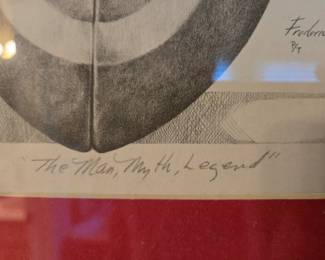 P/P
"The Man, Myth, Legend"